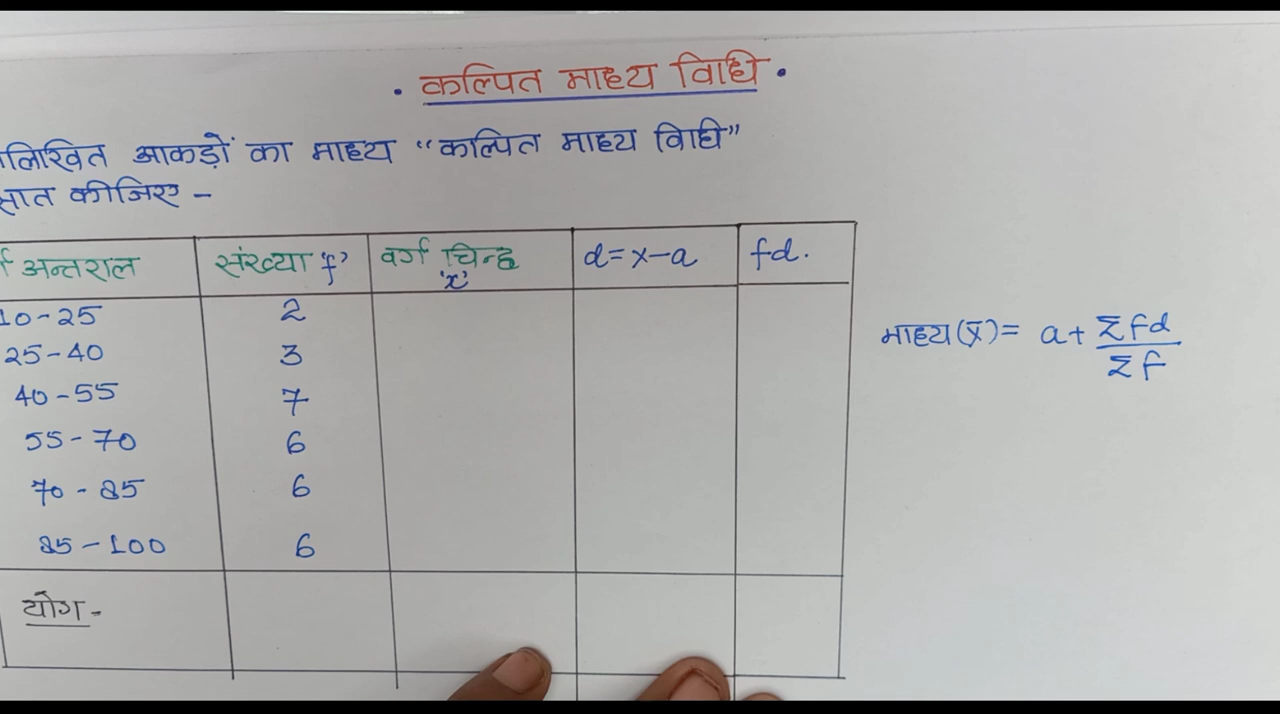 . कल्पित माध्य विधि .
लिखित आकड़ों का माध्य “कल्पित माध्य विधि”
ज्ञात कीजिए -
अन्तराल संख्या 'f' वर्ग चिन्ह 'x' d=x-a fd.
10-25 2
25-40 3
40-55 7
55-70 6
70-85 6
85-100 6
योग-
माध्य(x̄)= a+ Σfd/Σf